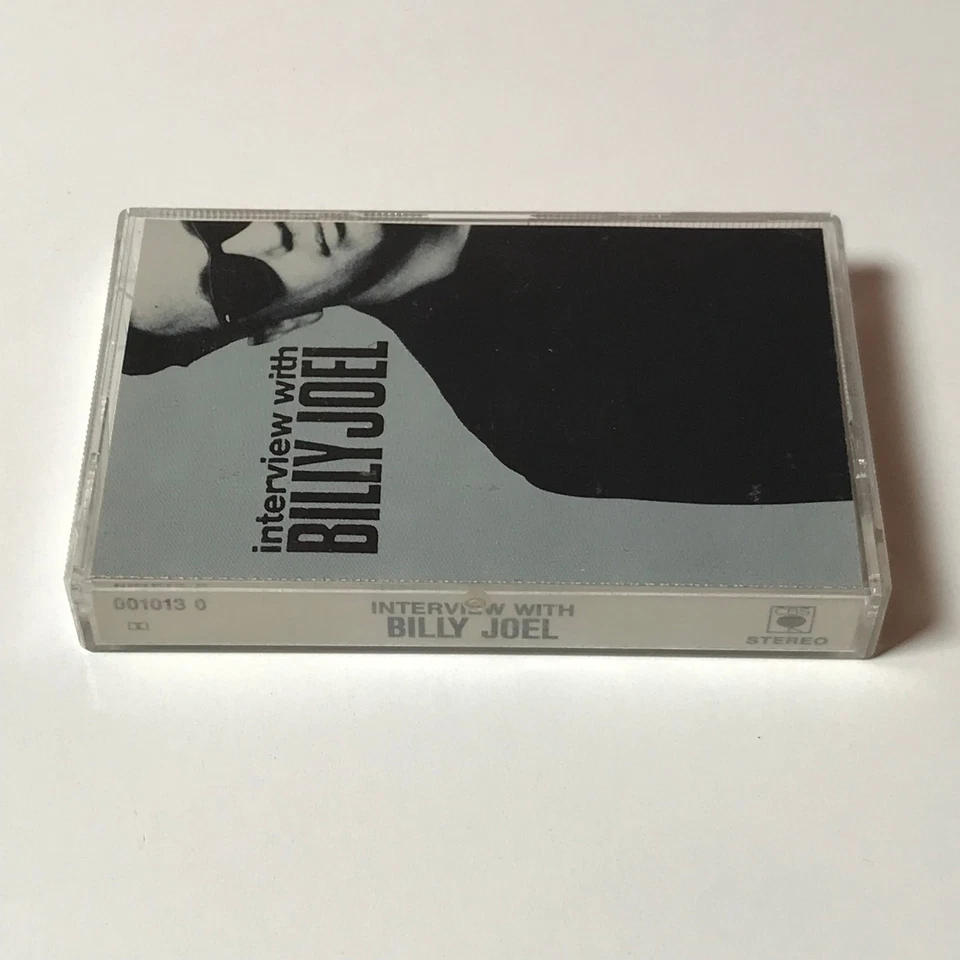 interview with
BILLY JOEL
001013 0
INTERVIEW WITH
BILLY JOEL
CBS
STEREO